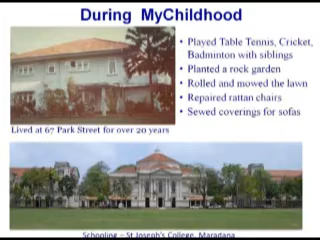 During MyChildhood
• Played Table Tennis, Cricket,
Badminton with siblings
• Planted a rock garden
• Rolled and mowed the lawn
• Repaired rattan chairs
• Sewed coverings for sofas
Lived at 67 Park Street for over 20 years
Schooling – St Joseph's College, Maradana